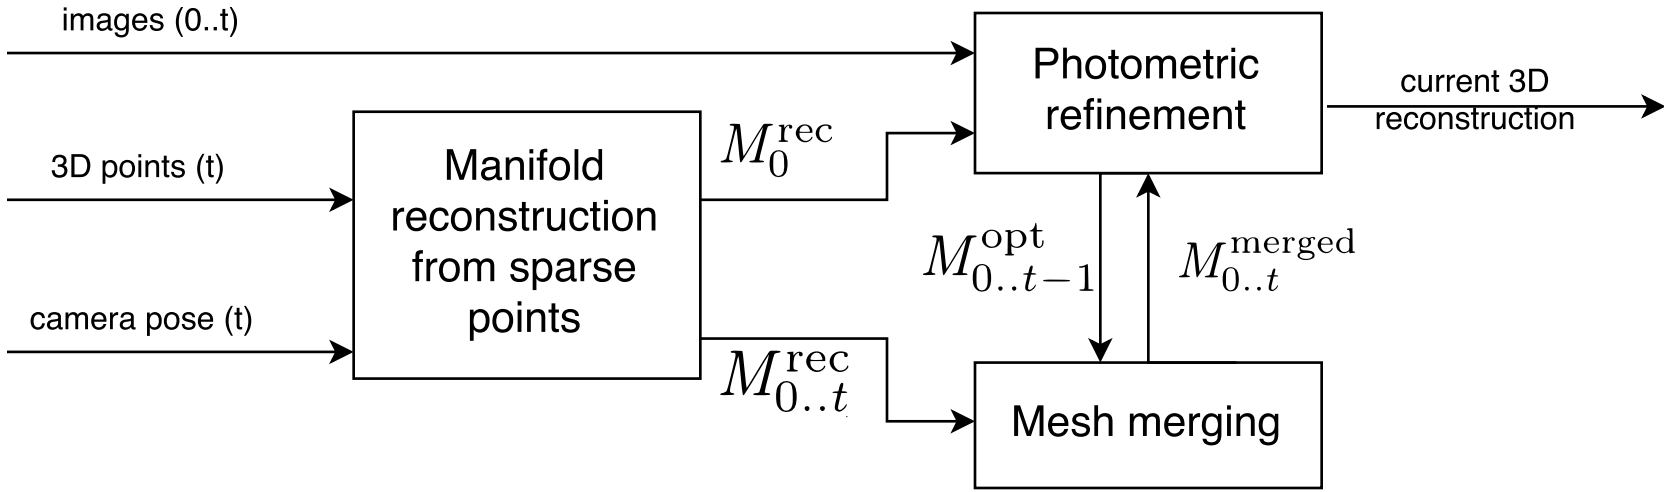 images (0..t)
Photometric
refinement
current 3D
reconstruction
3D points (t)
Manifold
reconstruction
from sparse
points
M_0^rec
camera pose (t)
M_{0..t}^rec
M_{0..t-1}^opt
M_{0..t}^merged
Mesh merging